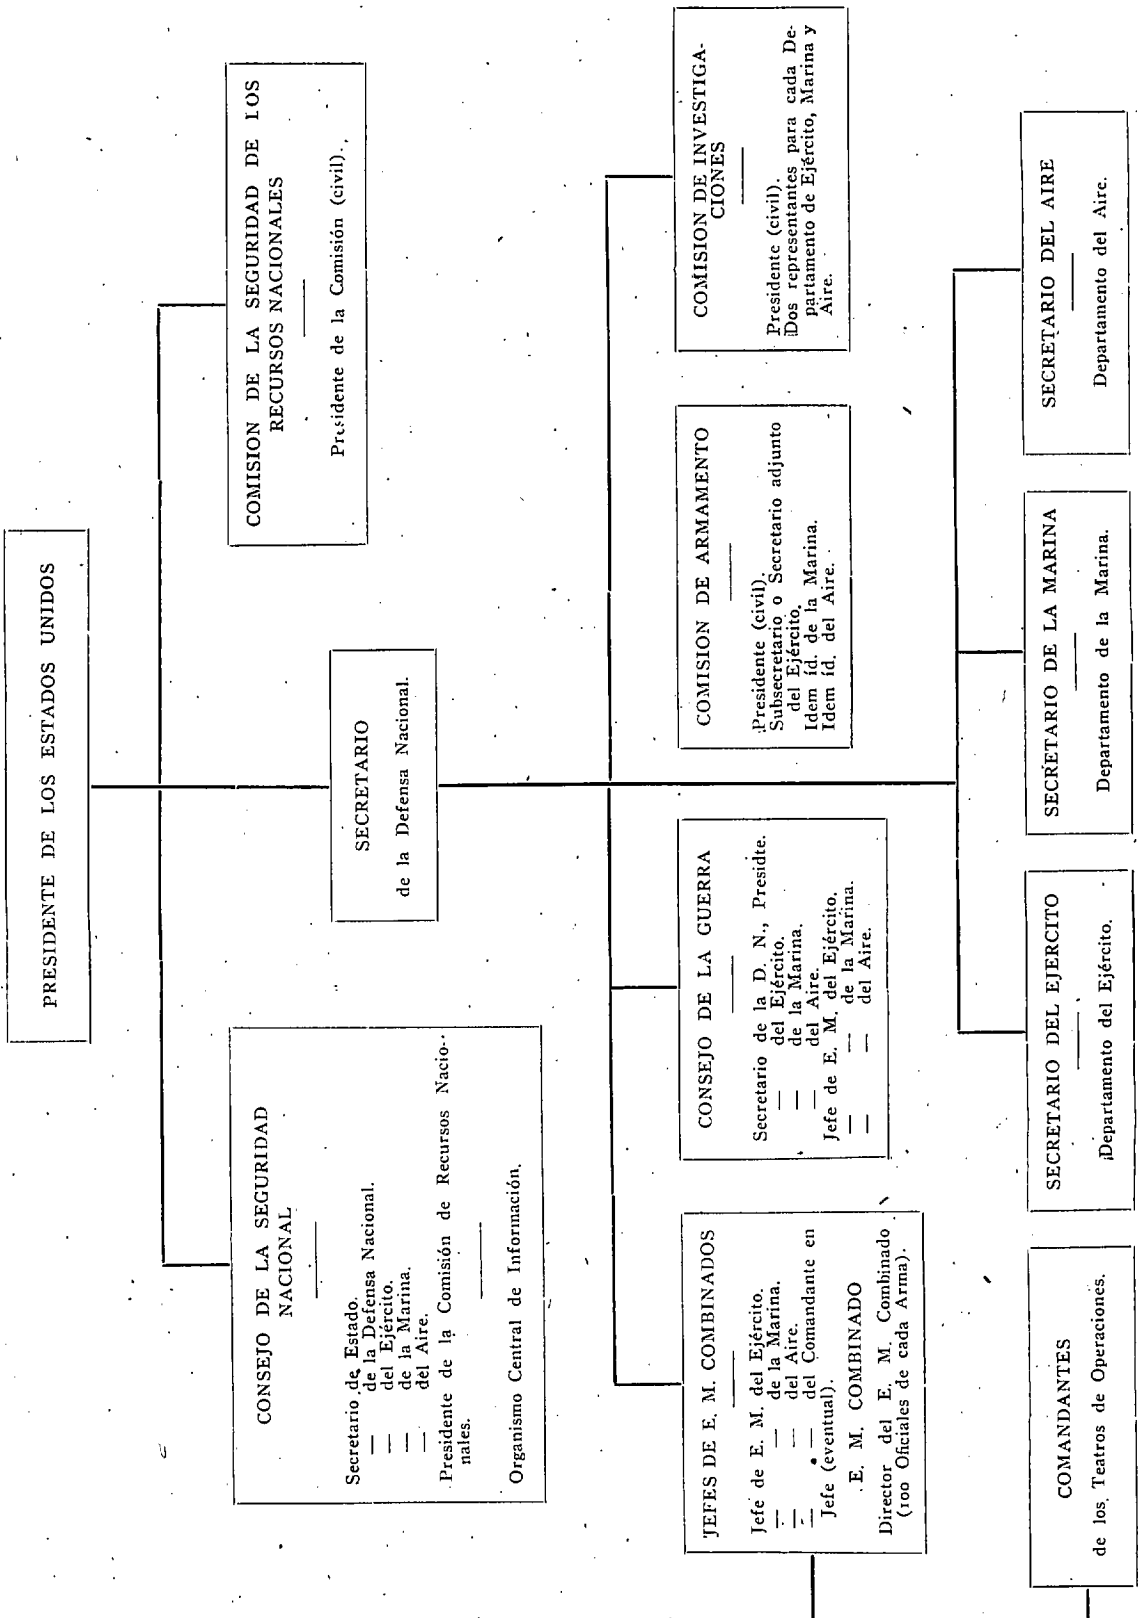 PRESIDENTE DE LOS ESTADOS UNIDOS
CONSEJO DE LA SEGURIDAD
NACIONAL
Secretario de Estado.
— de la Defensa Nacional.
— del Ejército.
— de la Marina.
— del Aire.
Presidente de la Comisión de Recursos Nacio-
nales.
Organismo Central de Información.
SECRETARIO
de la Defensa Nacional.
COMISION DE LA SEGURIDAD DE LOS
RECURSOS NACIONALES
Presidente de la Comisión (civil).
JEFES DE E. M. COMBINADOS
Jefe de E. M. del Ejército.
— — de la Marina.
— — del Aire.
— — del Comandante en
Jefe (eventual).
E. M. COMBINADO
Director del E. M. Combinado
(100 Oficiales de cada Arma).
CONSEJO DE LA GUERRA
Secretario de la D. N., Presidte.
— del Ejército.
— de la Marina.
— del Aire.
Jefe de E. M. del Ejército.
— — de la Marina.
— — del Aire.
COMISION DE ARMAMENTO
Presidente (civil).
Subsecretario o Secretario adjunto
del Ejército.
Idem íd. de la Marina.
Idem íd. del Aire.
COMISION DE INVESTIGA-
CIONES
Presidente (civil).
Dos representantes para cada De-
partamento de Ejército, Marina y
Aire.
COMANDANTES
de los Teatros de Operaciones.
SECRETARIO DEL EJERCITO
Departamento del Ejército.
SECRETARIO DE LA MARINA
Departamento de la Marina.
SECRETARIO DEL AIRE
Departamento del Aire.